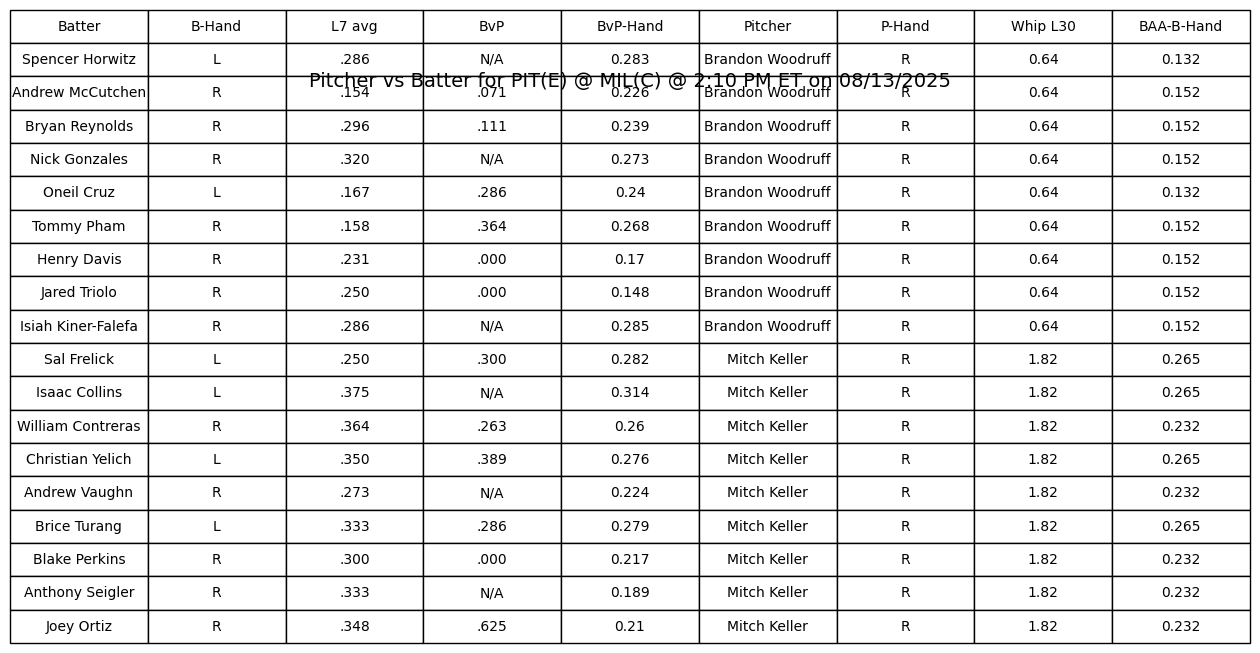 Batter B-Hand L7 avg BvP BvP-Hand Pitcher P-Hand Whip L30 BAA-B-Hand
Spencer Horwitz L .286 N/A 0.283 Brandon Woodruff R 0.64 0.132
Pitcher vs Batter for PIT(E) @ MIL(C) @ 2:10 PM ET on 08/13/2025
Andrew McCutchen R .154 .071 0.226 Brandon Woodruff R 0.64 0.152
Bryan Reynolds R .296 .111 0.239 Brandon Woodruff R 0.64 0.152
Nick Gonzales R .320 N/A 0.273 Brandon Woodruff R 0.64 0.152
Oneil Cruz L .167 .286 0.24 Brandon Woodruff R 0.64 0.132
Tommy Pham R .158 .364 0.268 Brandon Woodruff R 0.64 0.152
Henry Davis R .231 .000 0.17 Brandon Woodruff R 0.64 0.152
Jared Triolo R .250 .000 0.148 Brandon Woodruff R 0.64 0.152
Isiah Kiner-Falefa R .286 N/A 0.285 Brandon Woodruff R 0.64 0.152
Sal Frelick L .250 .300 0.282 Mitch Keller R 1.82 0.265
Isaac Collins L .375 N/A 0.314 Mitch Keller R 1.82 0.265
William Contreras R .364 .263 0.26 Mitch Keller R 1.82 0.232
Christian Yelich L .350 .389 0.276 Mitch Keller R 1.82 0.265
Andrew Vaughn R .273 N/A 0.224 Mitch Keller R 1.82 0.232
Brice Turang L .333 .286 0.279 Mitch Keller R 1.82 0.265
Blake Perkins R .300 .000 0.217 Mitch Keller R 1.82 0.232
Anthony Seigler R .333 N/A 0.189 Mitch Keller R 1.82 0.232
Joey Ortiz R .348 .625 0.21 Mitch Keller R 1.82 0.232